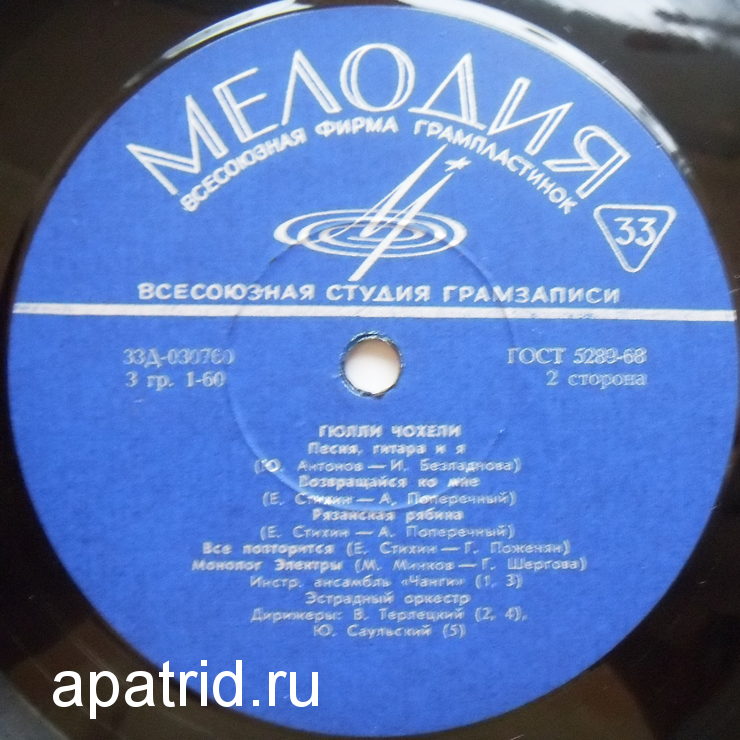 МЕЛОДИЯ
ВСЕСОЮЗНАЯ ФИРМА ГРАМПЛАСТИНОК
33
ВСЕСОЮЗНАЯ СТУДИЯ ГРАМЗАПИСИ
33Д-030760 ГОСТ 5289-68
3 гр. 1-60 2 сторона
ГЮЛЛИ ЧОХЕЛИ
Песня, гитара и я
(Ю. Антонов — И. Безладнова)
Возвращайся ко мне
(Е. Стихин — А. Поперечный)
Рязанская рябина
(Е. Стихин — А. Поперечный)
Все повторится (Е. Стихин — Г. Поженян)
Монолог Электры (М. Минков — Г. Шергова)
Инстр. ансамбль «Чанги» (1, 3)
Эстрадный оркестр
Дирижеры: В. Терлецкий (2, 4),
Ю. Саульский (5)
apatrid.ru